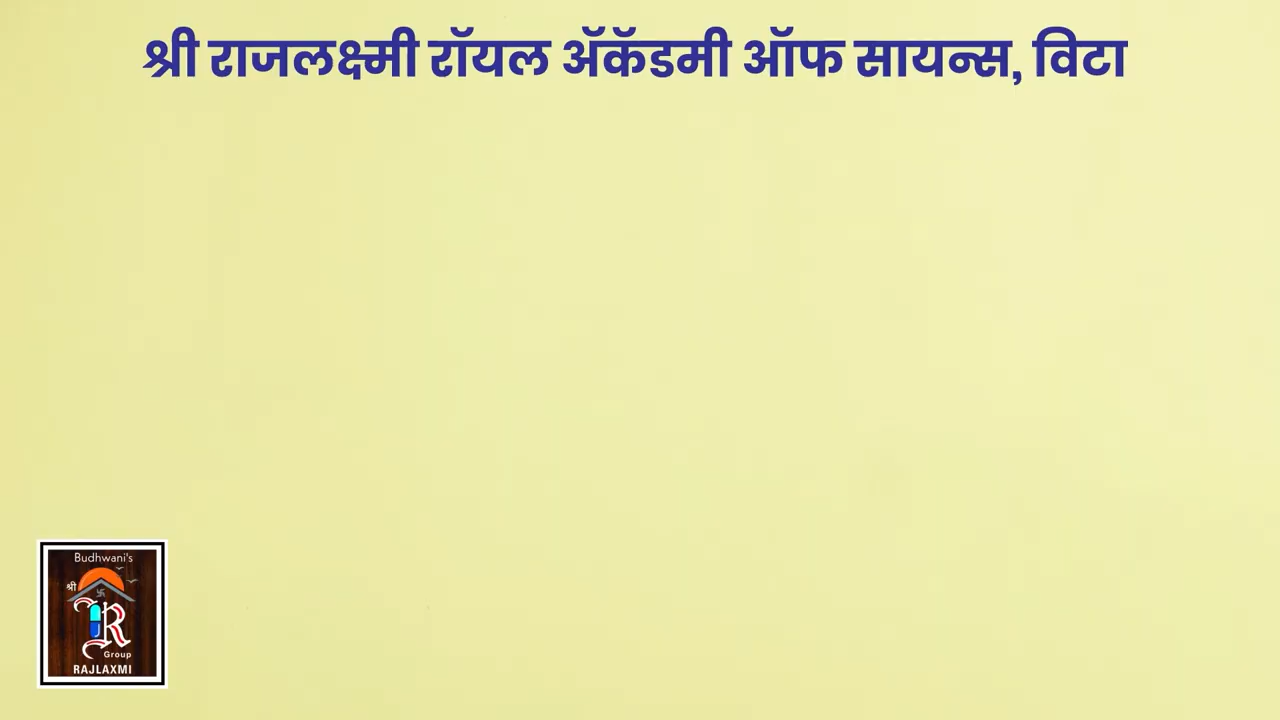 श्री राजलक्ष्मी रॉयल ॲकॅडमी ऑफ सायन्स, विटा
Budhwani's
श्री
R
Group
RAJLAXMI